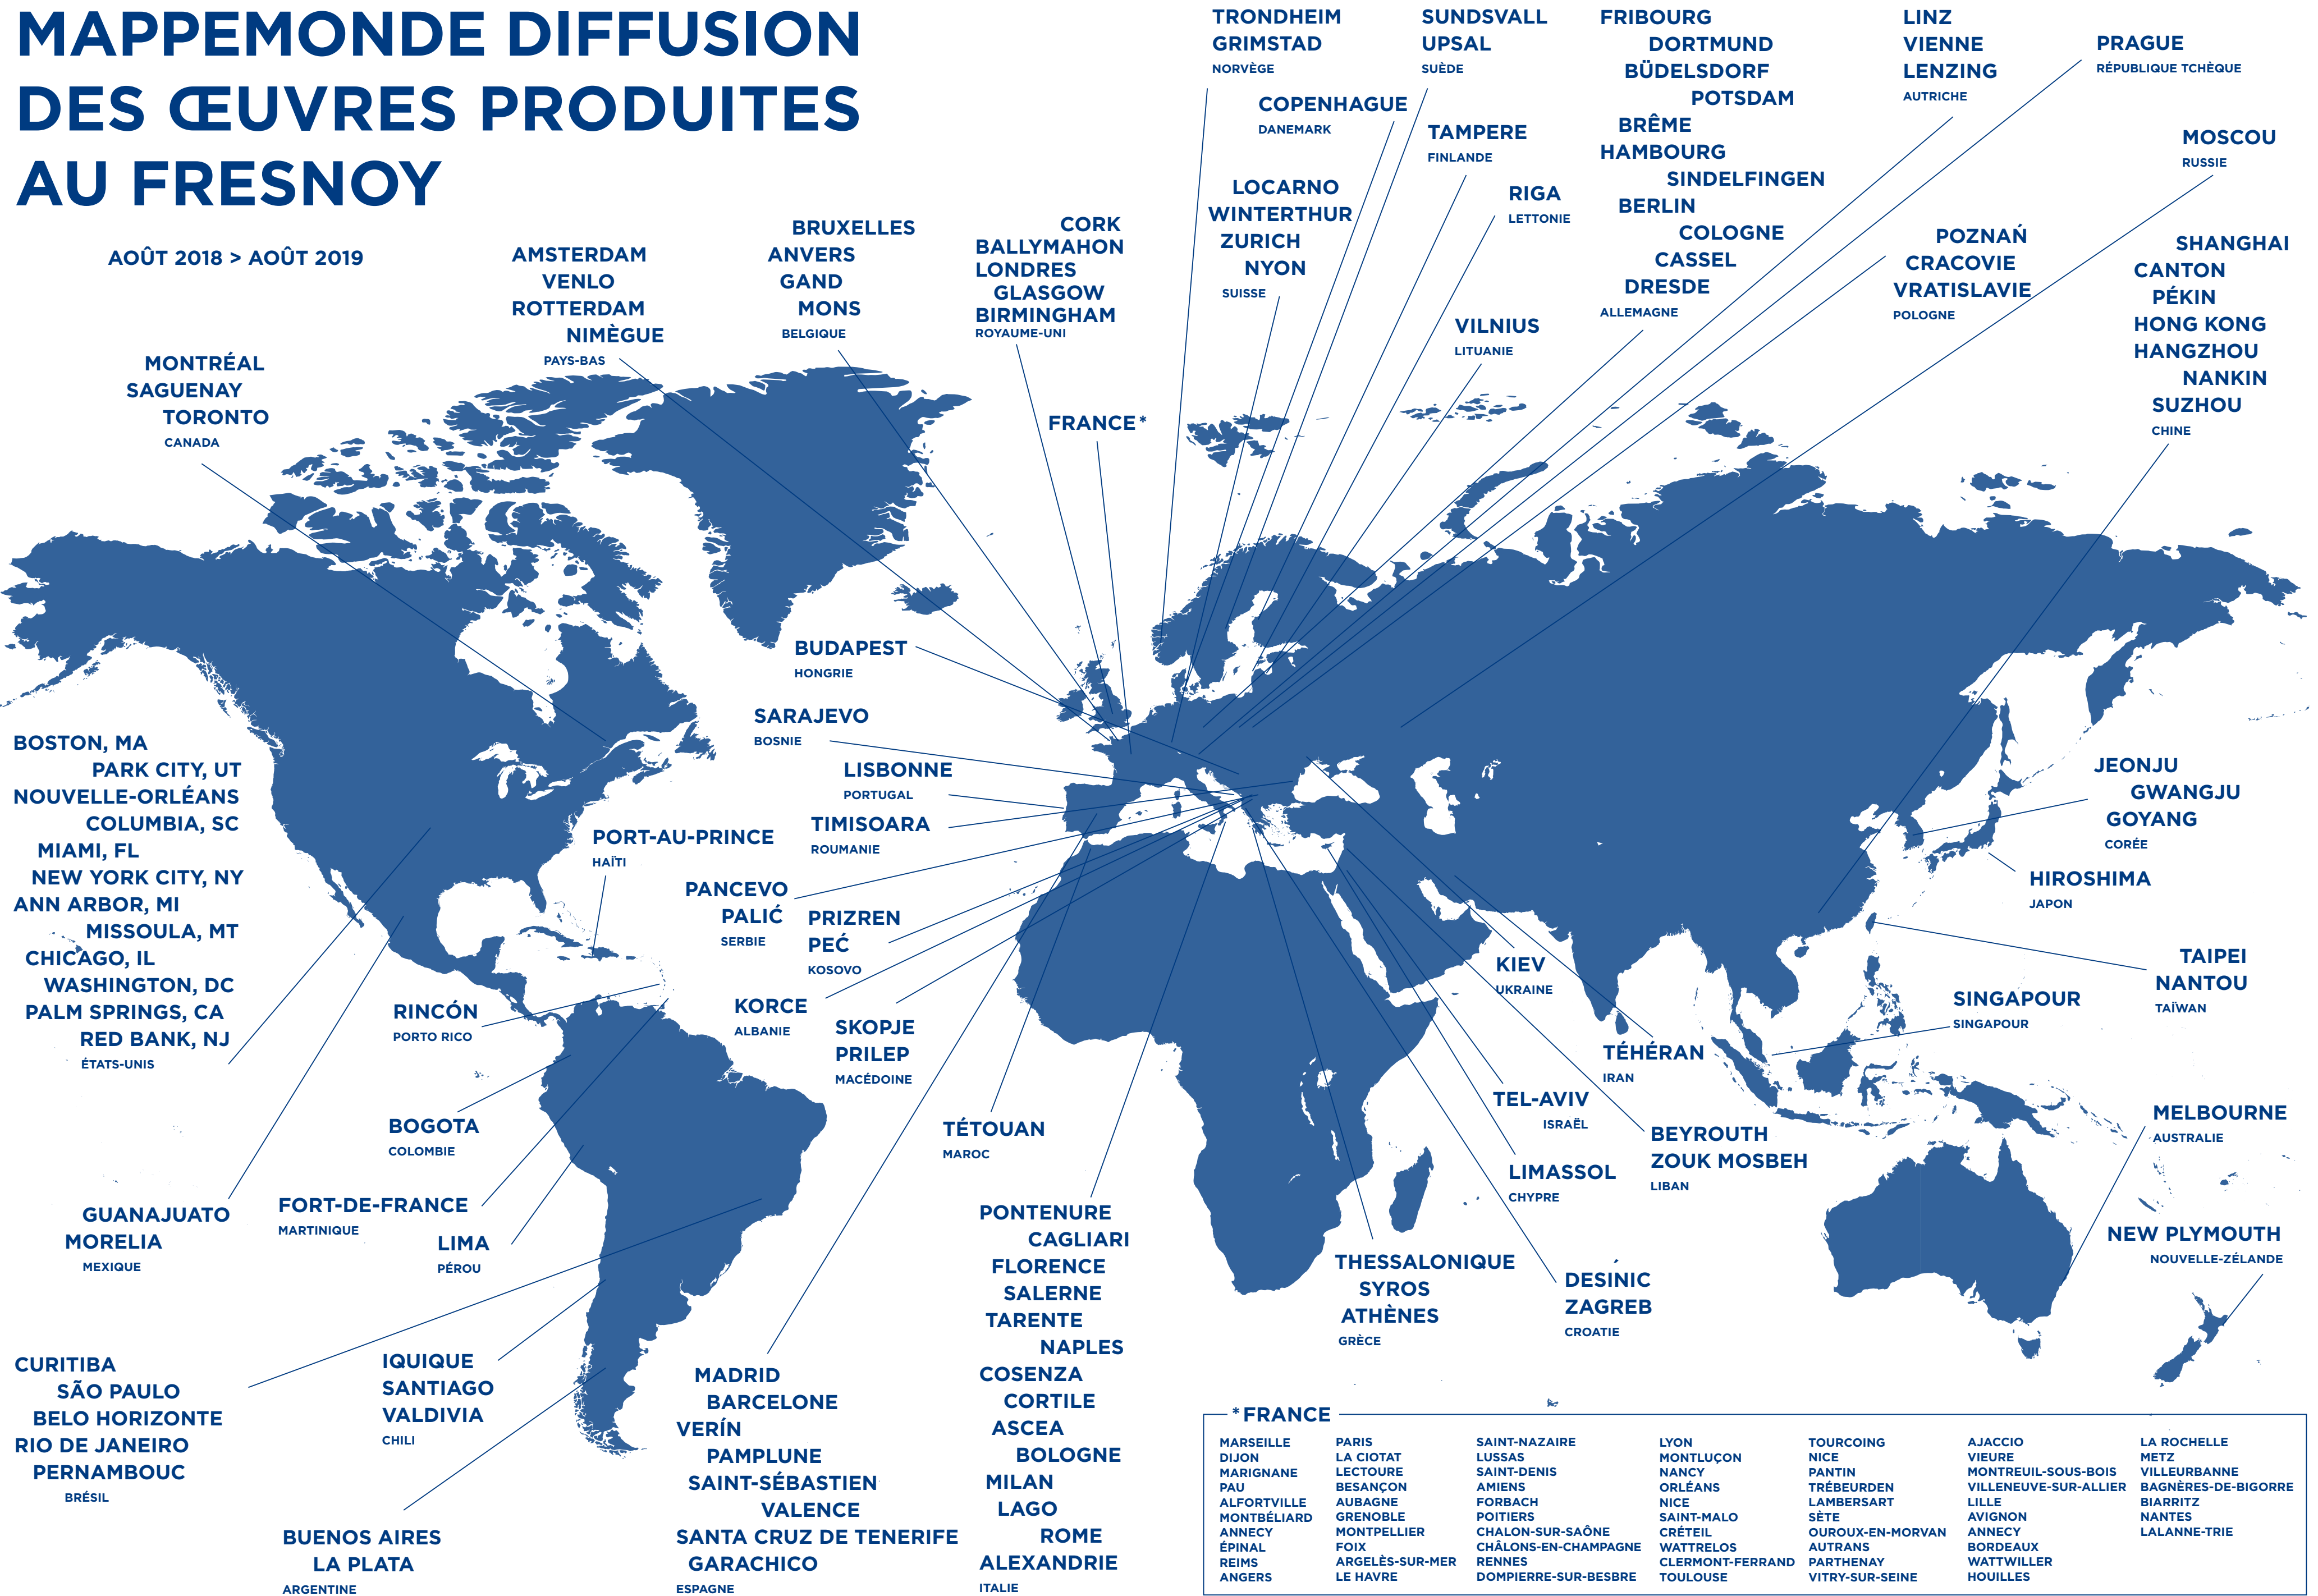 MAPPEMONDE DIFFUSION
DES ŒUVRES PRODUITES
AU FRESNOY
AOÛT 2018 > AOÛT 2019
MONTRÉAL
SAGUENAY
TORONTO
CANADA
AMSTERDAM
VENLO
ROTTERDAM
NIMÈGUE
PAYS-BAS
BRUXELLES
ANVERS
GAND
MONS
BELGIQUE
CORK
BALLYMAHON
LONDRES
GLASGOW
BIRMINGHAM
ROYAUME-UNI
FRANCE*
TRONDHEIM
GRIMSTAD
NORVÈGE
COPENHAGUE
DANEMARK
LOCARNO
WINTERTHUR
ZURICH
NYON
SUISSE
SUNDSVALL
UPSAL
SUÈDE
TAMPERE
FINLANDE
RIGA
LETTONIE
VILNIUS
LITUANIE
FRIBOURG
DORTMUND
BÜDELSDORF
POTSDAM
BRÊME
HAMBOURG
SINDELFINGEN
BERLIN
COLOGNE
CASSEL
DRESDE
ALLEMAGNE
LINZ
VIENNE
LENZING
AUTRICHE
PRAGUE
RÉPUBLIQUE TCHÈQUE
MOSCOU
RUSSIE
POZNAŃ
CRACOVIE
VRATISLAVIE
POLOGNE
SHANGHAI
CANTON
PÉKIN
HONG KONG
HANGZHOU
NANKIN
SUZHOU
CHINE
BUDAPEST
HONGRIE
SARAJEVO
BOSNIE
LISBONNE
PORTUGAL
TIMISOARA
ROUMANIE
PANCEVO
PALIĆ
SERBIE
PRIZREN
PEĆ
KOSOVO
KORCE
ALBANIE
SKOPJE
PRILEP
MACÉDOINE
BOSTON, MA
PARK CITY, UT
NOUVELLE-ORLÉANS
COLUMBIA, SC
MIAMI, FL
NEW YORK CITY, NY
ANN ARBOR, MI
MISSOULA, MT
CHICAGO, IL
WASHINGTON, DC
PALM SPRINGS, CA
RED BANK, NJ
ÉTATS-UNIS
PORT-AU-PRINCE
HAÏTI
RINCÓN
PORTO RICO
BOGOTA
COLOMBIE
FORT-DE-FRANCE
MARTINIQUE
LIMA
PÉROU
GUANAJUATO
MORELIA
MEXIQUE
CURITIBA
SÃO PAULO
BELO HORIZONTE
RIO DE JANEIRO
PERNAMBOUC
BRÉSIL
IQUIQUE
SANTIAGO
VALDIVIA
CHILI
BUENOS AIRES
LA PLATA
ARGENTINE
MADRID
BARCELONE
VERÍN
PAMPLUNE
SAINT-SÉBASTIEN
VALENCE
SANTA CRUZ DE TENERIFE
GARACHICO
ESPAGNE
TÉTOUAN
MAROC
PONTENURE
CAGLIARI
FLORENCE
SALERNE
TARENTE
NAPLES
COSENZA
CORTILE
ASCEA
BOLOGNE
MILAN
LAGO
ROME
ALEXANDRIE
ITALIE
THESSALONIQUE
SYROS
ATHÈNES
GRÈCE
DESINIC
ZAGREB
CROATIE
KIEV
UKRAINE
TÉHÉRAN
IRAN
TEL-AVIV
ISRAËL
LIMASSOL
CHYPRE
BEYROUTH
ZOUK MOSBEH
LIBAN
JEONJU
GWANGJU
GOYANG
CORÉE
HIROSHIMA
JAPON
TAIPEI
NANTOU
TAÏWAN
SINGAPOUR
SINGAPOUR
MELBOURNE
AUSTRALIE
NEW PLYMOUTH
NOUVELLE-ZÉLANDE
*FRANCE
MARSEILLE
DIJON
MARIGNANE
PAU
ALFORTVILLE
MONTBÉLIARD
ANNECY
ÉPINAL
REIMS
ANGERS
PARIS
LA CIOTAT
LECTOURE
BESANÇON
AUBAGNE
GRENOBLE
MONTPELLIER
FOIX
ARGELÈS-SUR-MER
LE HAVRE
SAINT-NAZAIRE
LUSSAS
SAINT-DENIS
AMIENS
FORBACH
POITIERS
CHALON-SUR-SAÔNE
CHÂLONS-EN-CHAMPAGNE
RENNES
DOMPIERRE-SUR-BESBRE
LYON
MONTLUÇON
NANCY
ORLÉANS
NICE
SAINT-MALO
CRÉTEIL
WATTRELOS
CLERMONT-FERRAND
TOULOUSE
TOURCOING
NICE
PANTIN
TRÉBEURDEN
LAMBERSART
SÈTE
OUROUX-EN-MORVAN
AUTRANS
PARTHENAY
VITRY-SUR-SEINE
AJACCIO
VIEURE
MONTREUIL-SOUS-BOIS
VILLENEUVE-SUR-ALLIER
LILLE
AVIGNON
ANNECY
BORDEAUX
WATTWILLER
HOUILLES
LA ROCHELLE
METZ
VILLEURBANNE
BAGNÈRES-DE-BIGORRE
BIARRITZ
NANTES
LALANNE-TRIE